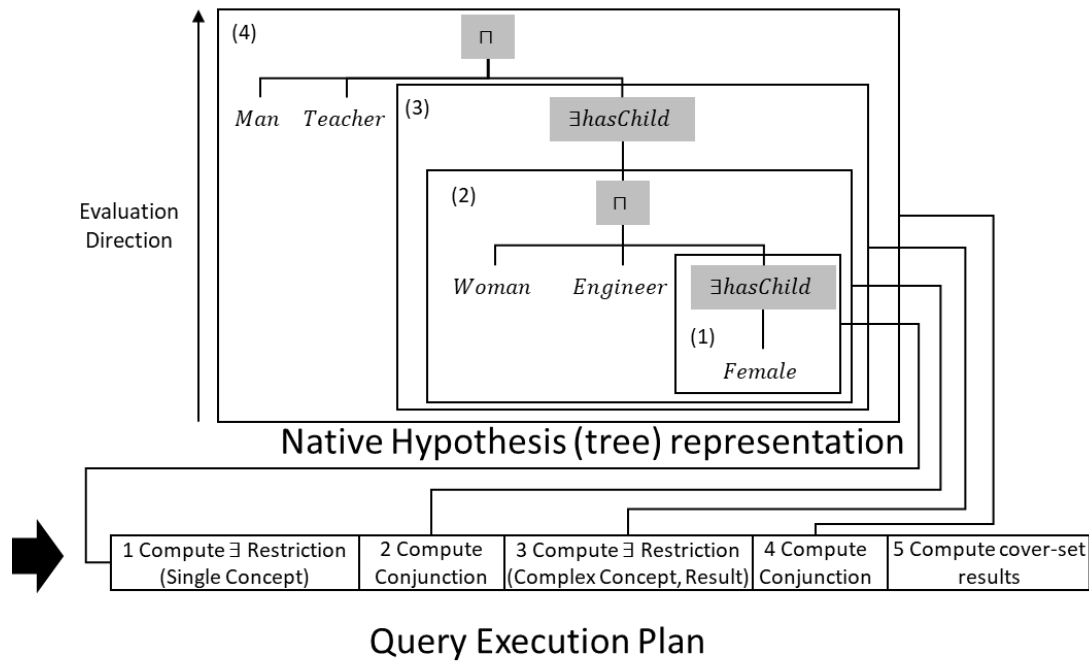 (4)
⊓
Man Teacher
(3)
∃hasChild
(2)
⊓
Evaluation
Direction
Woman Engineer
∃hasChild
(1)
Female
Native Hypothesis (tree) representation
1 Compute ∃ Restriction
(Single Concept)
2 Compute
Conjunction
3 Compute ∃ Restriction
(Complex Concept, Result)
4 Compute
Conjunction
5 Compute cover-set
results
Query Execution Plan